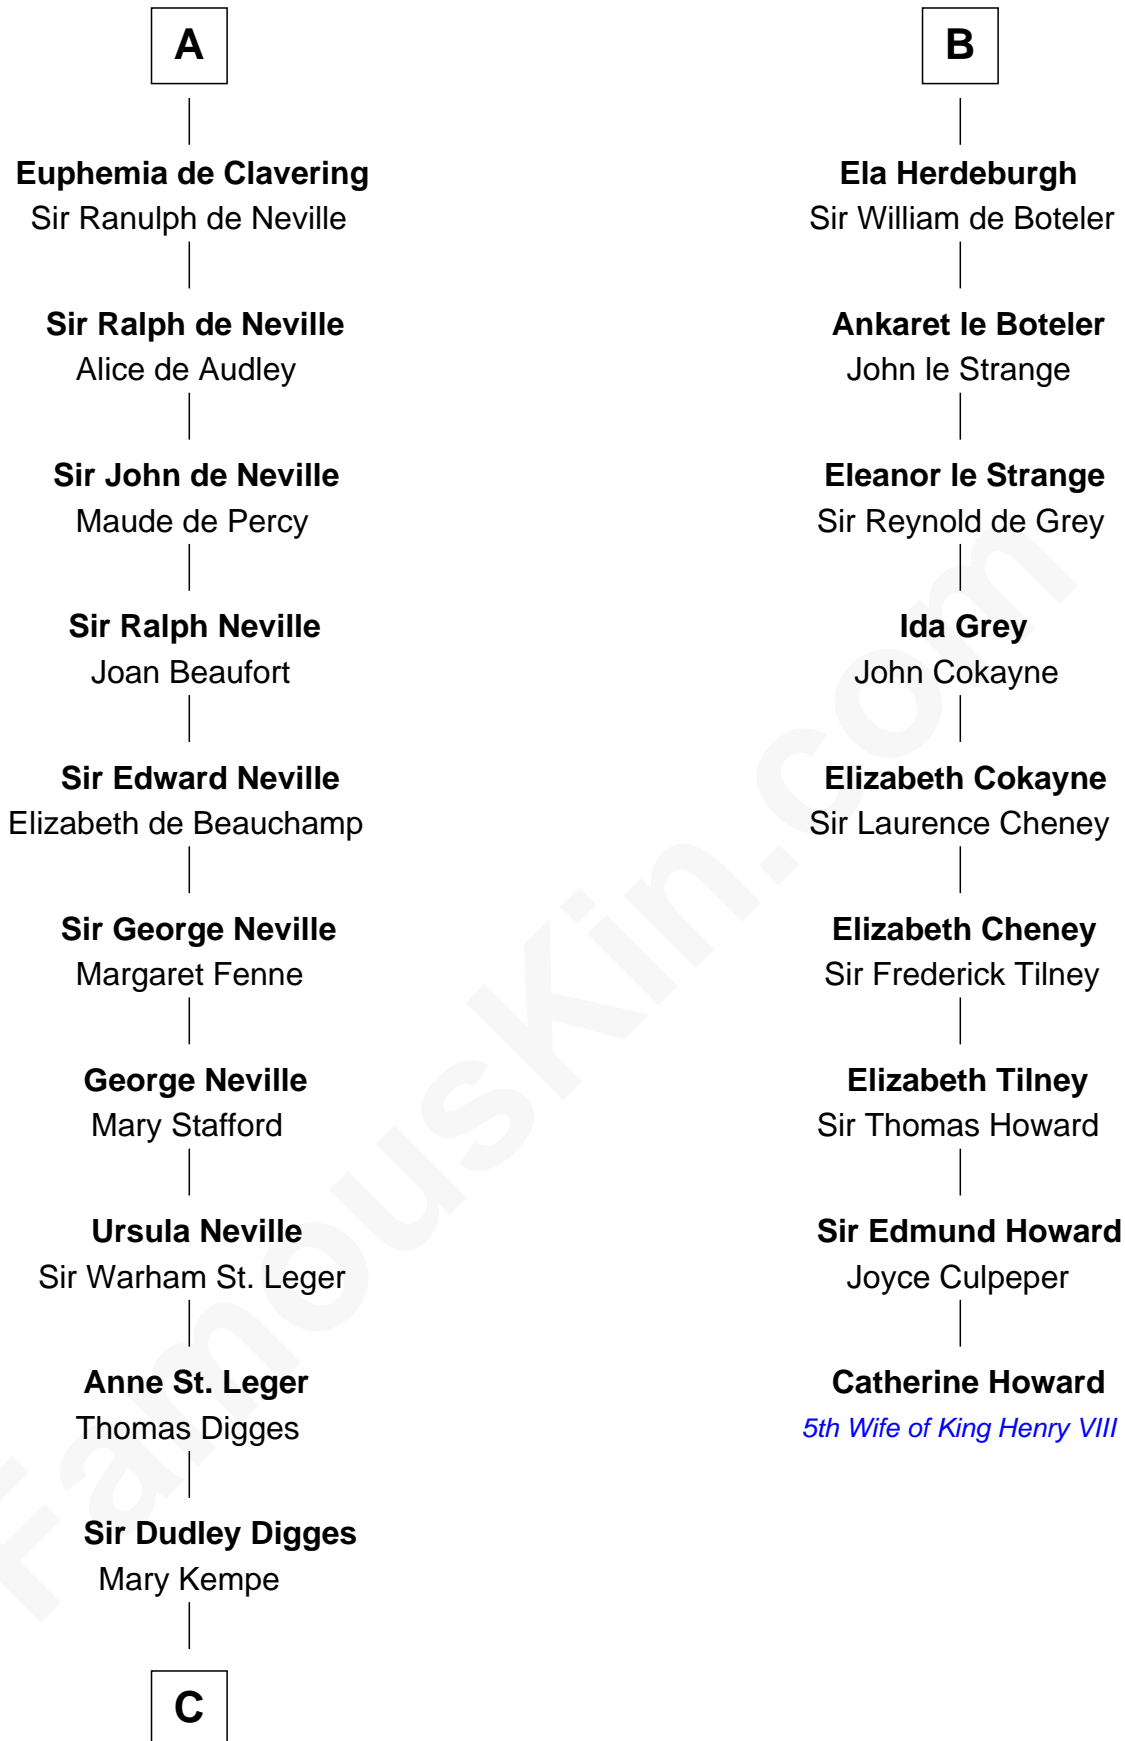 A
Euphemia de Clavering
Sir Ranulph de Neville
Sir Ralph de Neville
Alice de Audley
Sir John de Neville
Maude de Percy
Sir Ralph Neville
Joan Beaufort
Sir Edward Neville
Elizabeth de Beauchamp
Sir George Neville
Margaret Fenne
George Neville
Mary Stafford
Ursula Neville
Sir Warham St. Leger
Anne St. Leger
Thomas Digges
Sir Dudley Digges
Mary Kempe
C
B
Ela Herdeburgh
Sir William de Boteler
Ankaret le Boteler
John le Strange
Eleanor le Strange
Sir Reynold de Grey
Ida Grey
John Cokayne
Elizabeth Cokayne
Sir Laurence Cheney
Elizabeth Cheney
Sir Frederick Tilney
Elizabeth Tilney
Sir Thomas Howard
Sir Edmund Howard
Joyce Culpeper
Catherine Howard
5th Wife of King Henry VIII
FamousKin.com